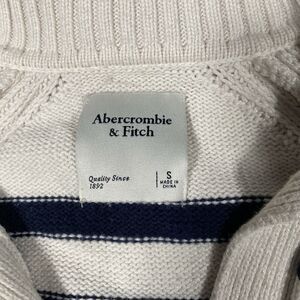 Abercrombie
& Fitch
Quality Since
1892
S
MADE IN
CHINA